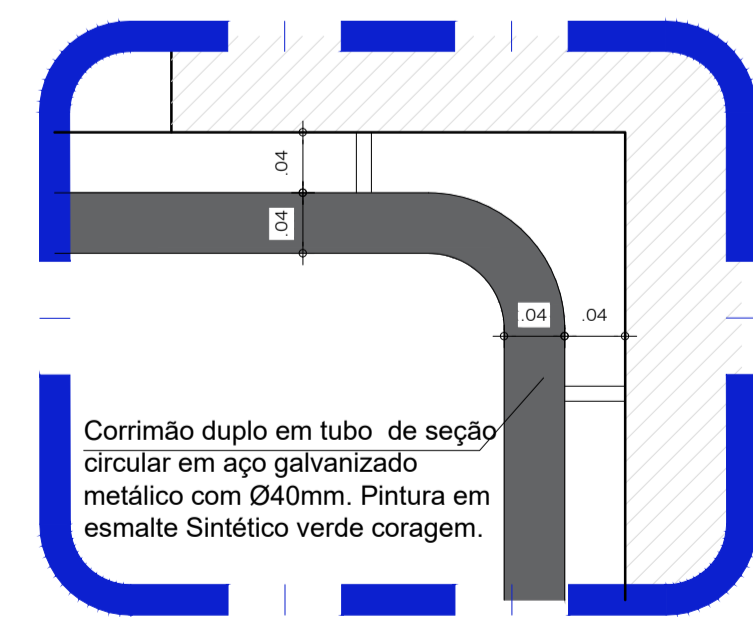 .04
.04
.04 .04
Corrimão duplo em tubo  de seção
circular em aço galvanizado
metálico com Ø40mm. Pintura em
esmalte Sintético verde coragem.